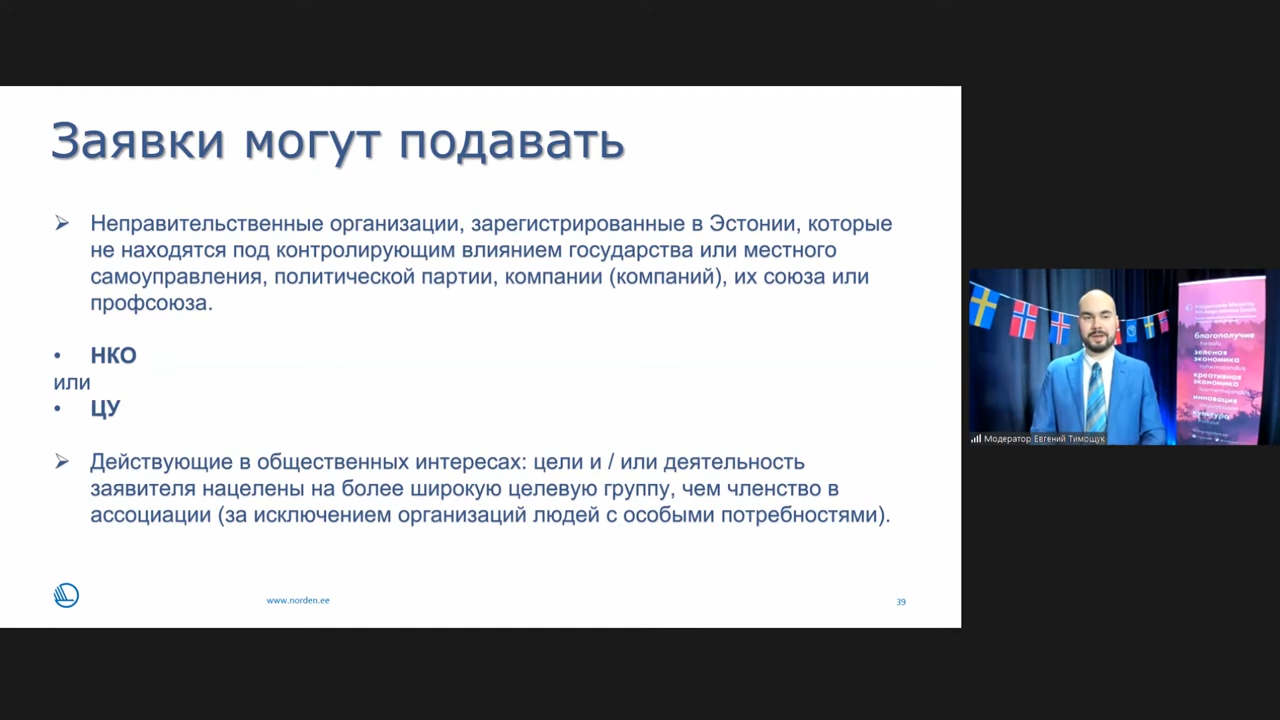 Заявки могут подавать
Неправительственные организации, зарегистрированные в Эстонии, которые
не находятся под контролирующим влиянием государства или местного
самоуправления, политической партии, компании (компаний), их союза или
профсоюза.
• НКО
или
• ЦУ
Действующие в общественных интересах: цели и / или деятельность
заявителя нацелены на более широкую целевую группу, чем членство в
ассоциации (за исключением организаций людей с особыми потребностями).
www.norden.ee
39
благополучие
зеленая
экономика
креативная
экономика
инновация
культура
Модератор Евгений Тимощук